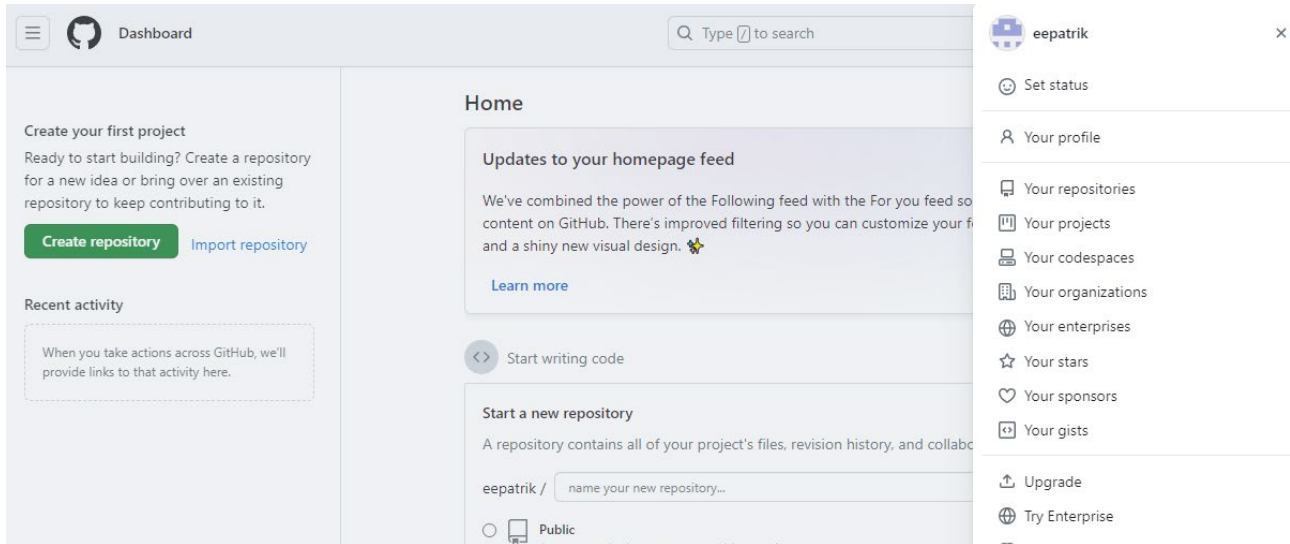 Dashboard
Type / to search
Create your first project
Ready to start building? Create a repository
for a new idea or bring over an existing
repository to keep contributing to it.
Create repository
Import repository
Recent activity
When you take actions across GitHub, we'll
provide links to that activity here.
Home
Updates to your homepage feed
We've combined the power of the Following feed with the For you feed so
content on GitHub. There's improved filtering so you can customize your
and a shiny new visual design.
Learn more
Start writing code
Start a new repository
A repository contains all of your project's files, revision history, and
eepatrik /
name your new repository...
Public
eepatrik
Set status
Your profile
Your repositories
Your projects
Your codespaces
Your organizations
Your enterprises
Your stars
Your sponsors
Your gists
Upgrade
Try Enterprise